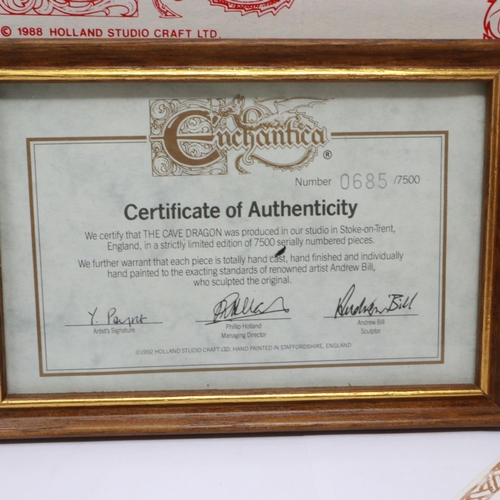 © 1988 HOLLAND STUDIO CRAFT LTD.
Enchantica ®
Number 0685 /7500
Certificate of Authenticity
We certify that THE CAVE DRAGON was produced in our studio in Stoke-on-Trent,
England, in a strictly limited edition of 7500 serially numbered pieces.
We further warrant that each piece is totally hand cast, hand finished and individually
hand painted to the exacting standards of renowned artist Andrew Bill,
who sculpted the original.
Y. Payne
Andrew Bill
Artist's Signature
Phillip Holland
Managing Director
Andrew Bill
Sculptor
©1992 HOLLAND STUDIO CRAFT LTD. HAND PAINTED IN STAFFORDSHIRE, ENGLAND